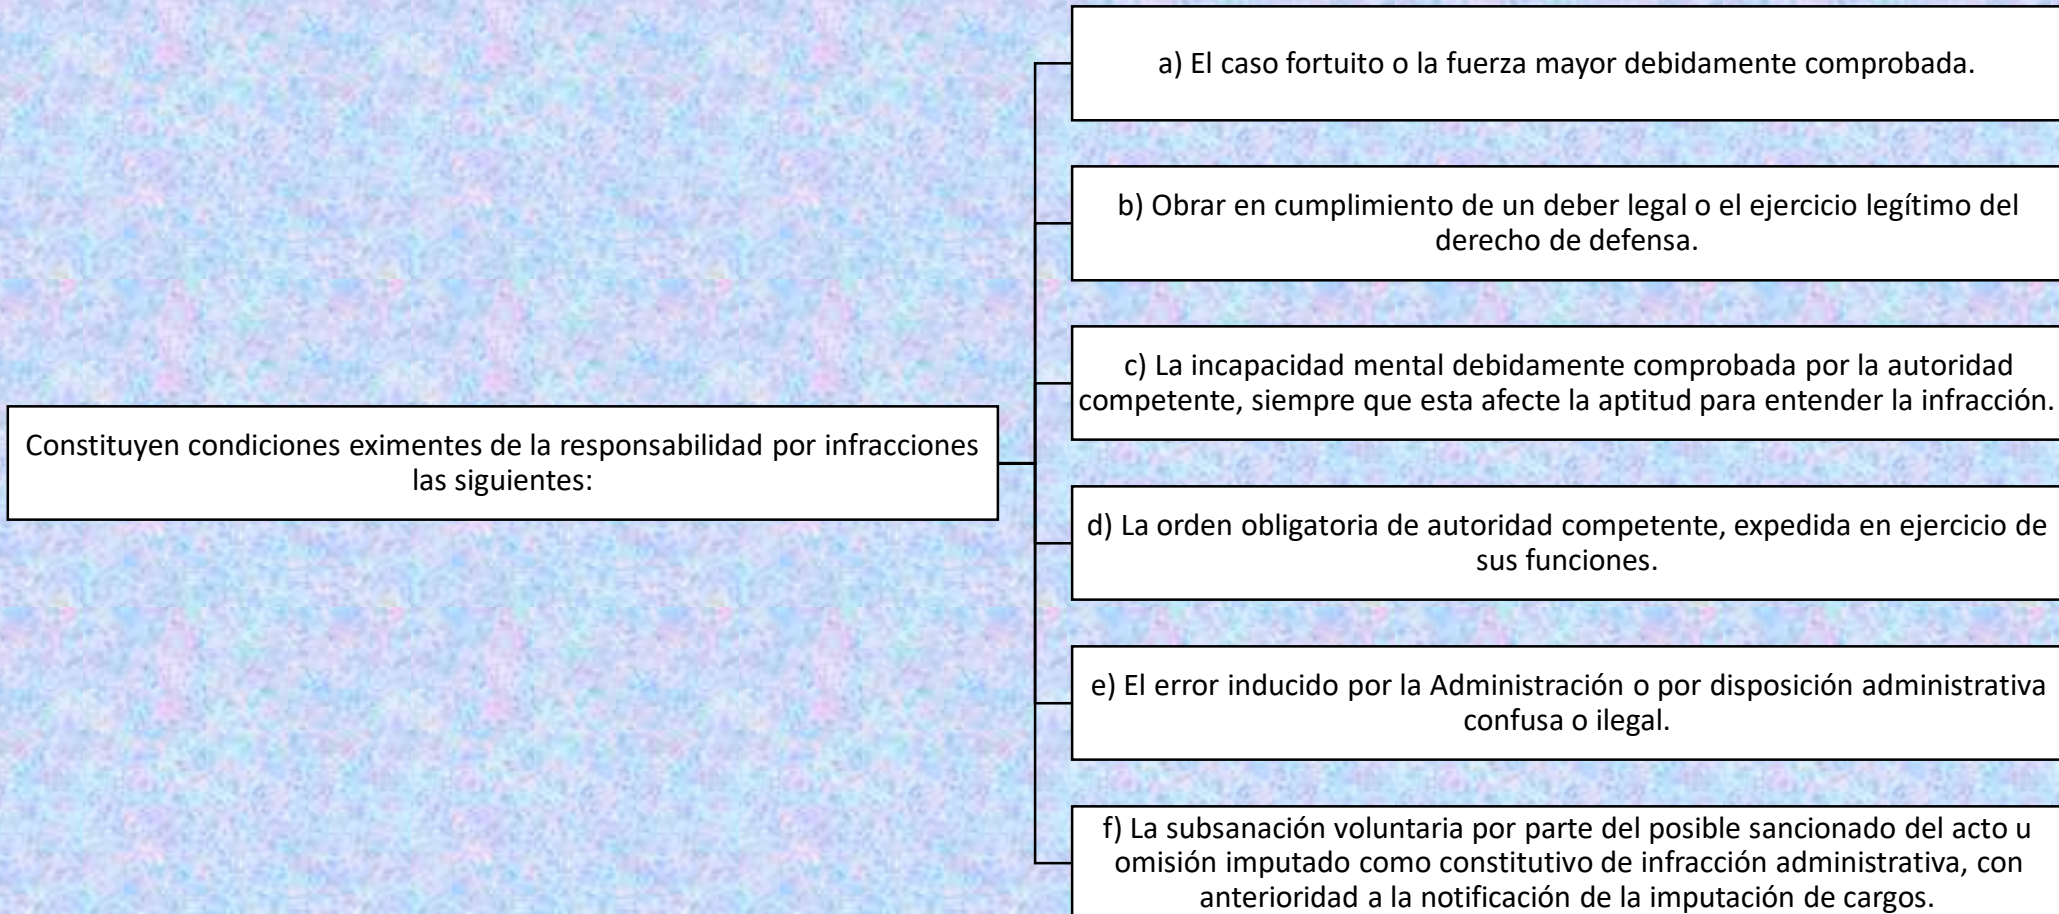 Constituyen condiciones eximentes de la responsabilidad por infracciones
las siguientes:
a) El caso fortuito o la fuerza mayor debidamente comprobada.
b) Obrar en cumplimiento de un deber legal o el ejercicio legítimo del
derecho de defensa.
c) La incapacidad mental debidamente comprobada por la autoridad
competente, siempre que esta afecte la aptitud para entender la infracción.
d) La orden obligatoria de autoridad competente, expedida en ejercicio de
sus funciones.
e) El error inducido por la Administración o por disposición administrativa
confusa o ilegal.
f) La subsanación voluntaria por parte del posible sancionado del acto u
omisión imputado como constitutivo de infracción administrativa, con
anterioridad a la notificación de la imputación de cargos.